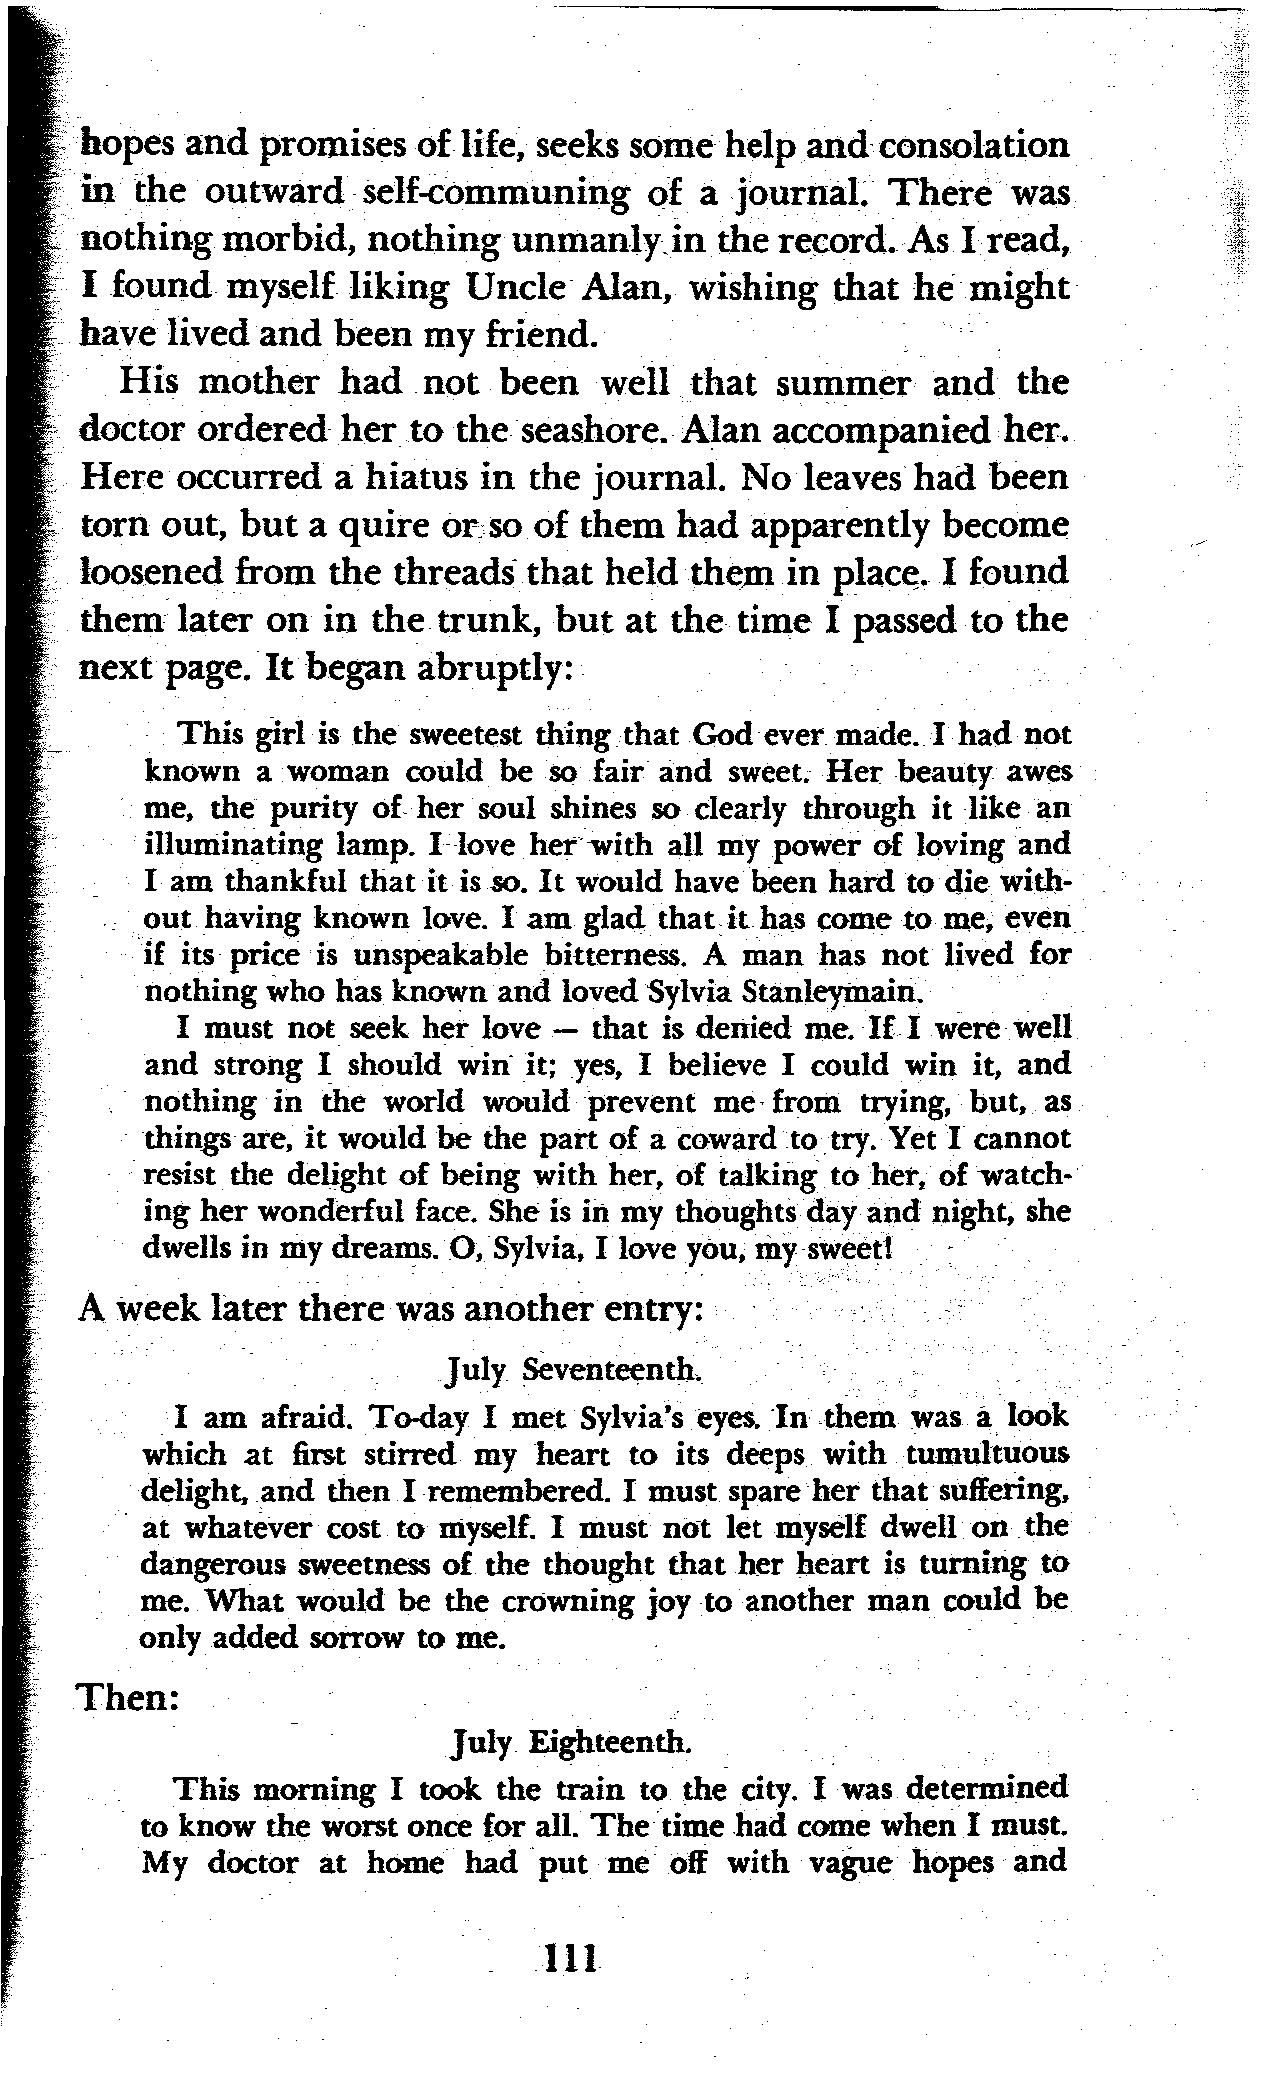 hopes and promises of life, seeks some help and consolation
in the outward self-communing of a journal. There was
nothing morbid, nothing unmanly in the record. As I read,
I found myself liking Uncle Alan, wishing that he might
have lived and been my friend.
His mother had not been well that summer and the
doctor ordered her to the seashore. Alan accompanied her.
Here occurred a hiatus in the journal. No leaves had been
torn out, but a quire or so of them had apparently become
loosened from the threads that held them in place. I found
them later on in the trunk, but at the time I passed to the
next page. It began abruptly:
This girl is the sweetest thing that God ever made. I had not
known a woman could be so fair and sweet. Her beauty awes
me, the purity of her soul shines so clearly through it like an
illuminating lamp. I love her with all my power of loving and
I am thankful that it is so. It would have been hard to die with-
out having known love. I am glad that it has come to me, even
if its price is unspeakable bitterness. A man has not lived for
nothing who has known and loved Sylvia Stanleymain.
I must not seek her love — that is denied me. If I were well
and strong I should win it; yes, I believe I could win it, and
nothing in the world would prevent me from trying, but, as
things are, it would be the part of a coward to try. Yet I cannot
resist the delight of being with her, of talking to her, of watch-
ing her wonderful face. She is in my thoughts day and night, she
dwells in my dreams. O, Sylvia, I love you, my sweet!
A week later there was another entry:
July Seventeenth.
I am afraid. To-day I met Sylvia's eyes. In them was a look
which at first stirred my heart to its deeps with tumultuous
delight, and then I remembered. I must spare her that suffering,
at whatever cost to myself. I must not let myself dwell on the
dangerous sweetness of the thought that her heart is turning to
me. What would be the crowning joy to another man could be
only added sorrow to me.
Then:
July Eighteenth.
This morning I took the train to the city. I was determined
to know the worst once for all. The time had come when I must.
My doctor at home had put me off with vague hopes and
111